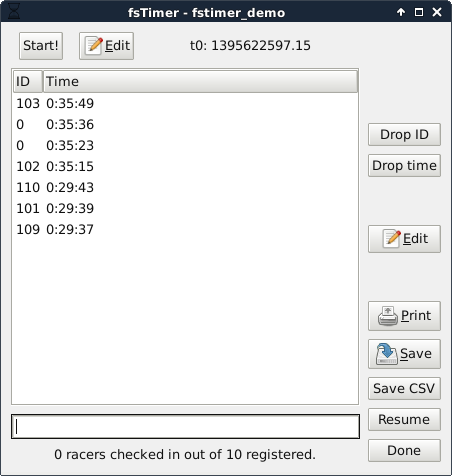 fsTimer - fstimer_demo
Start!
Edit
t0: 1395622597.15
ID Time
103 0:35:49
0 0:35:36
0 0:35:23
102 0:35:15
110 0:29:43
101 0:29:39
109 0:29:37
Drop ID
Drop time
Edit
Print
Save
Save CSV
Resume
Done
0 racers checked in out of 10 registered.